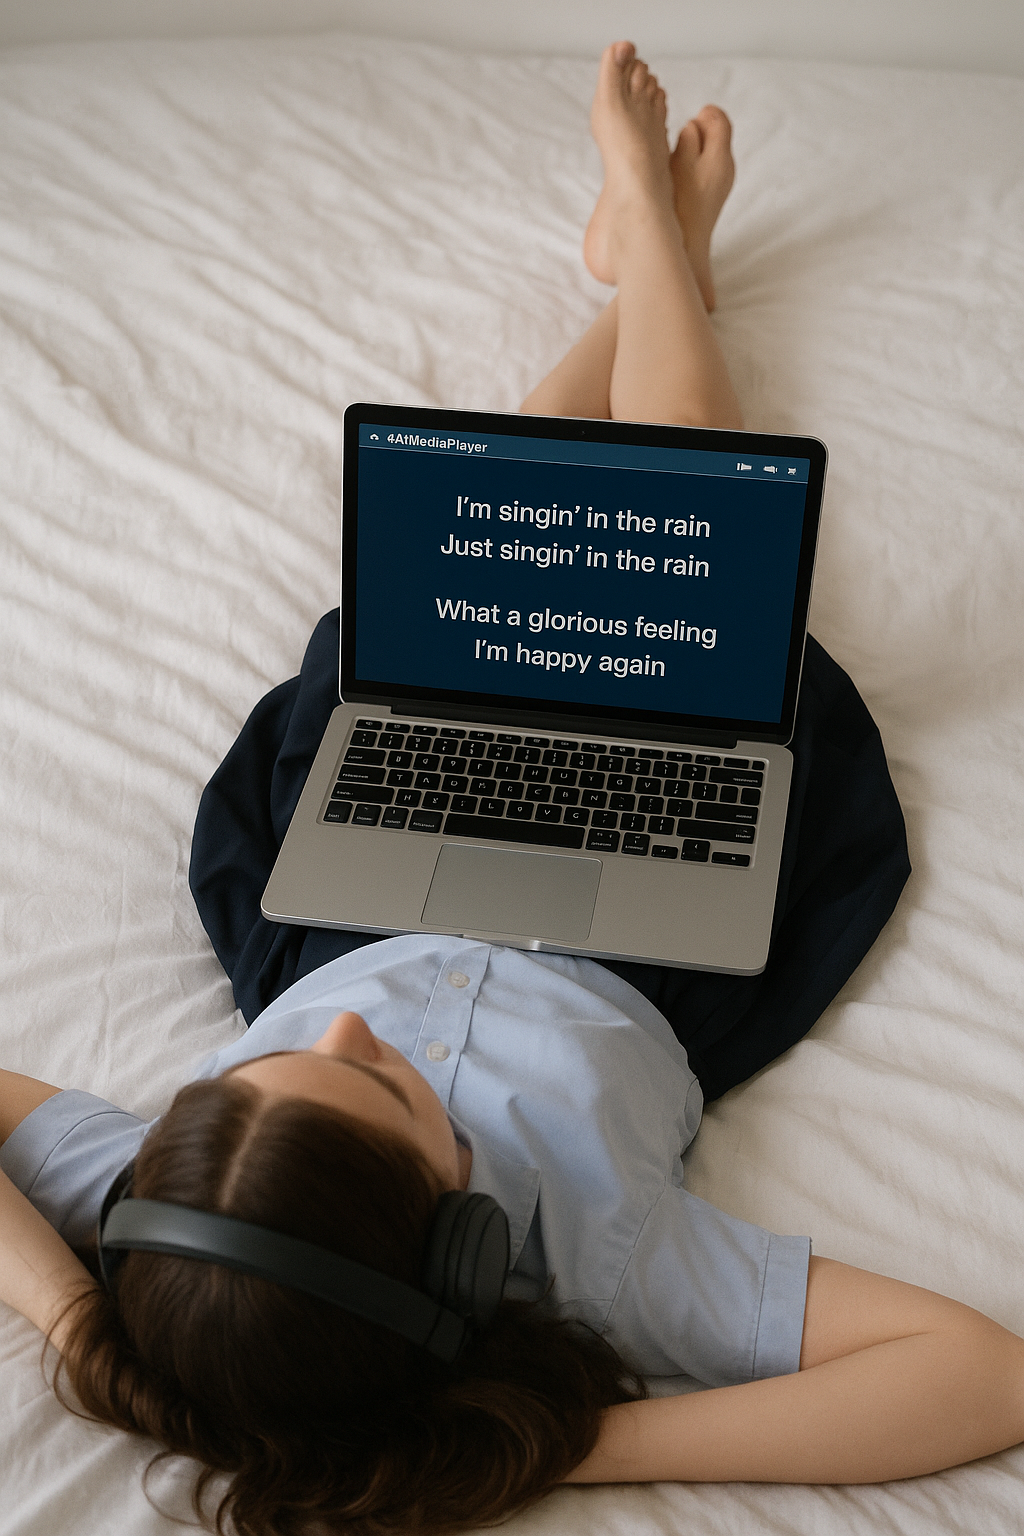 4AtMediaPlayer
I'm singin' in the rain
Just singin' in the rain
What a glorious feeling
I'm happy again